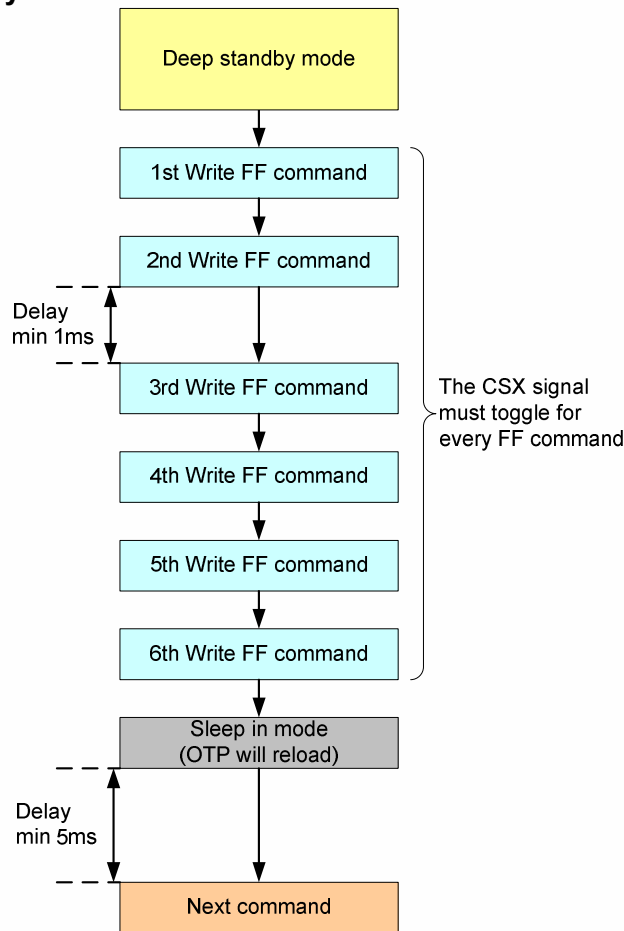 y
Deep standby mode
1st Write FF command
2nd Write FF command
Delay
min 1ms
3rd Write FF command
The CSX signal
must toggle for
every FF command
4th Write FF command
5th Write FF command
6th Write FF command
Sleep in mode
(OTP will reload)
Delay
min 5ms
Next command